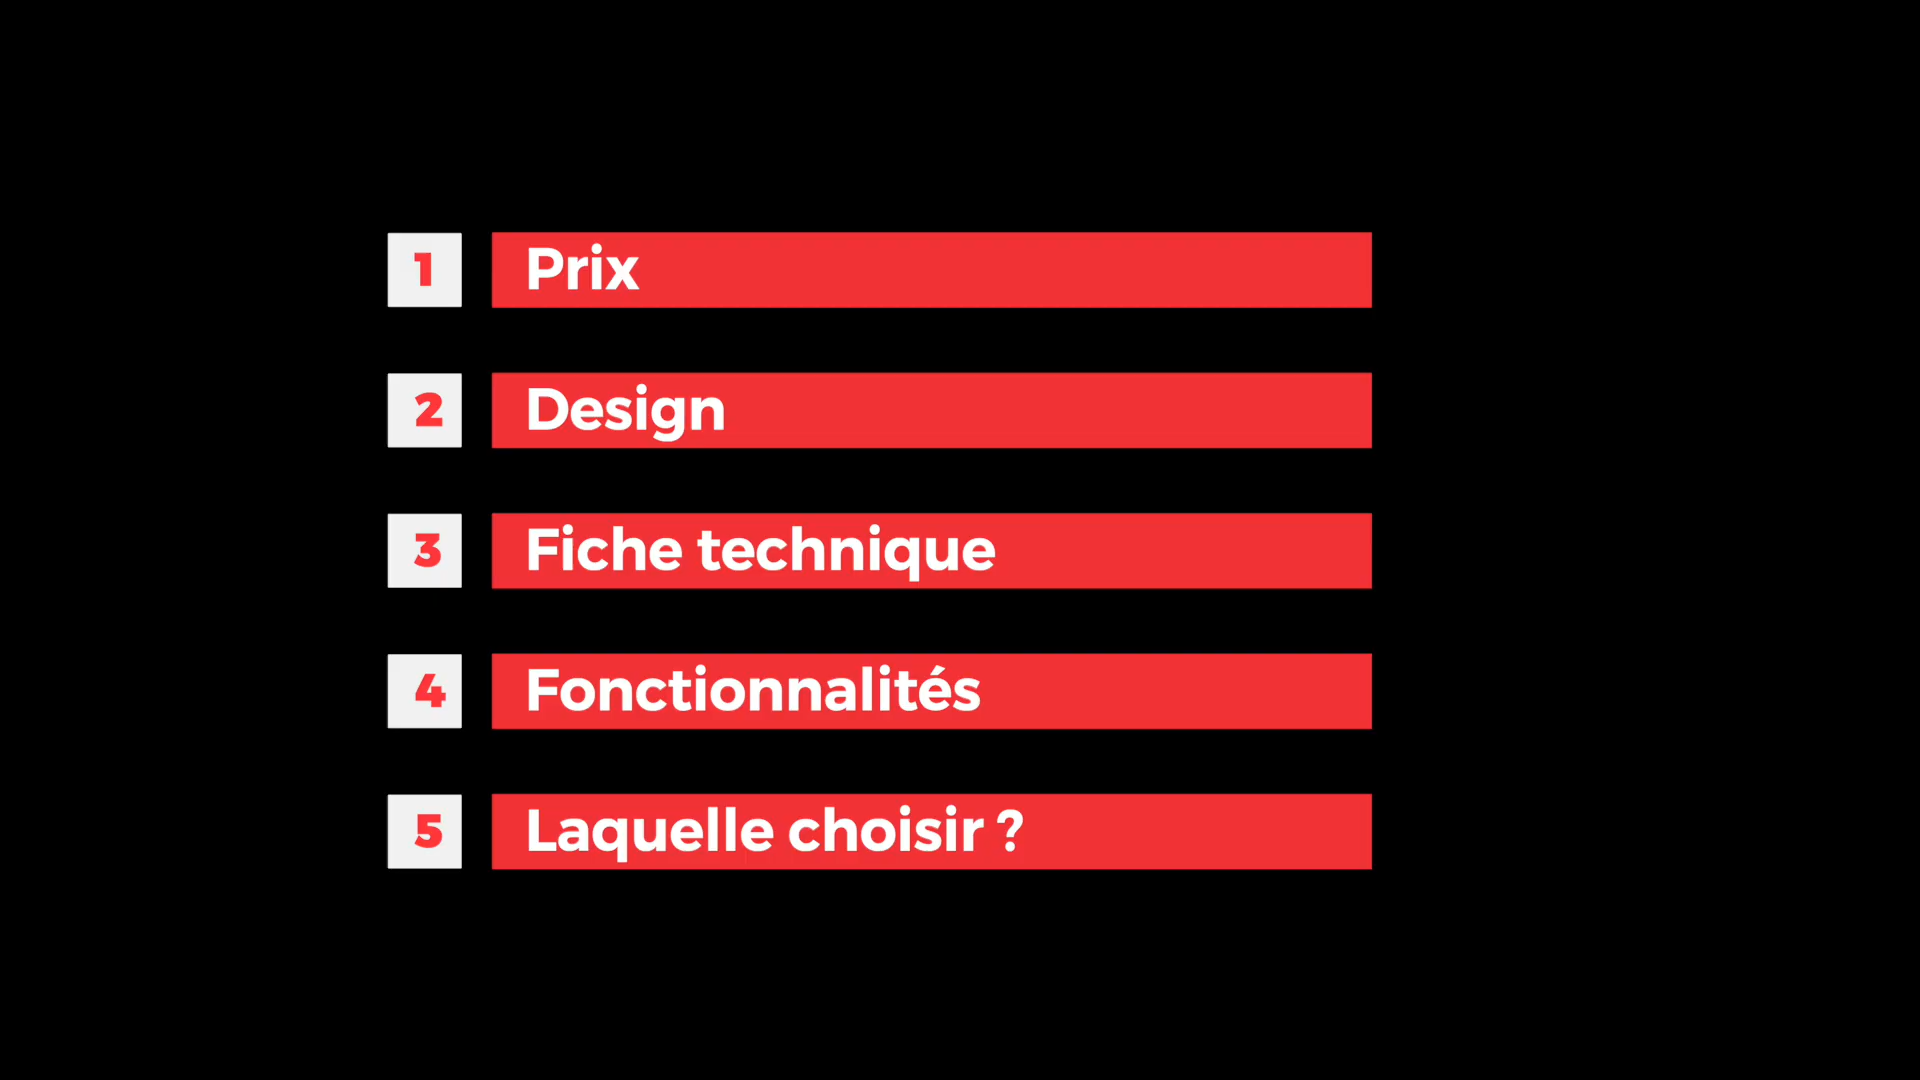 1 Prix
2 Design
3 Fiche technique
4 Fonctionnalités
5 Laquelle choisir ?